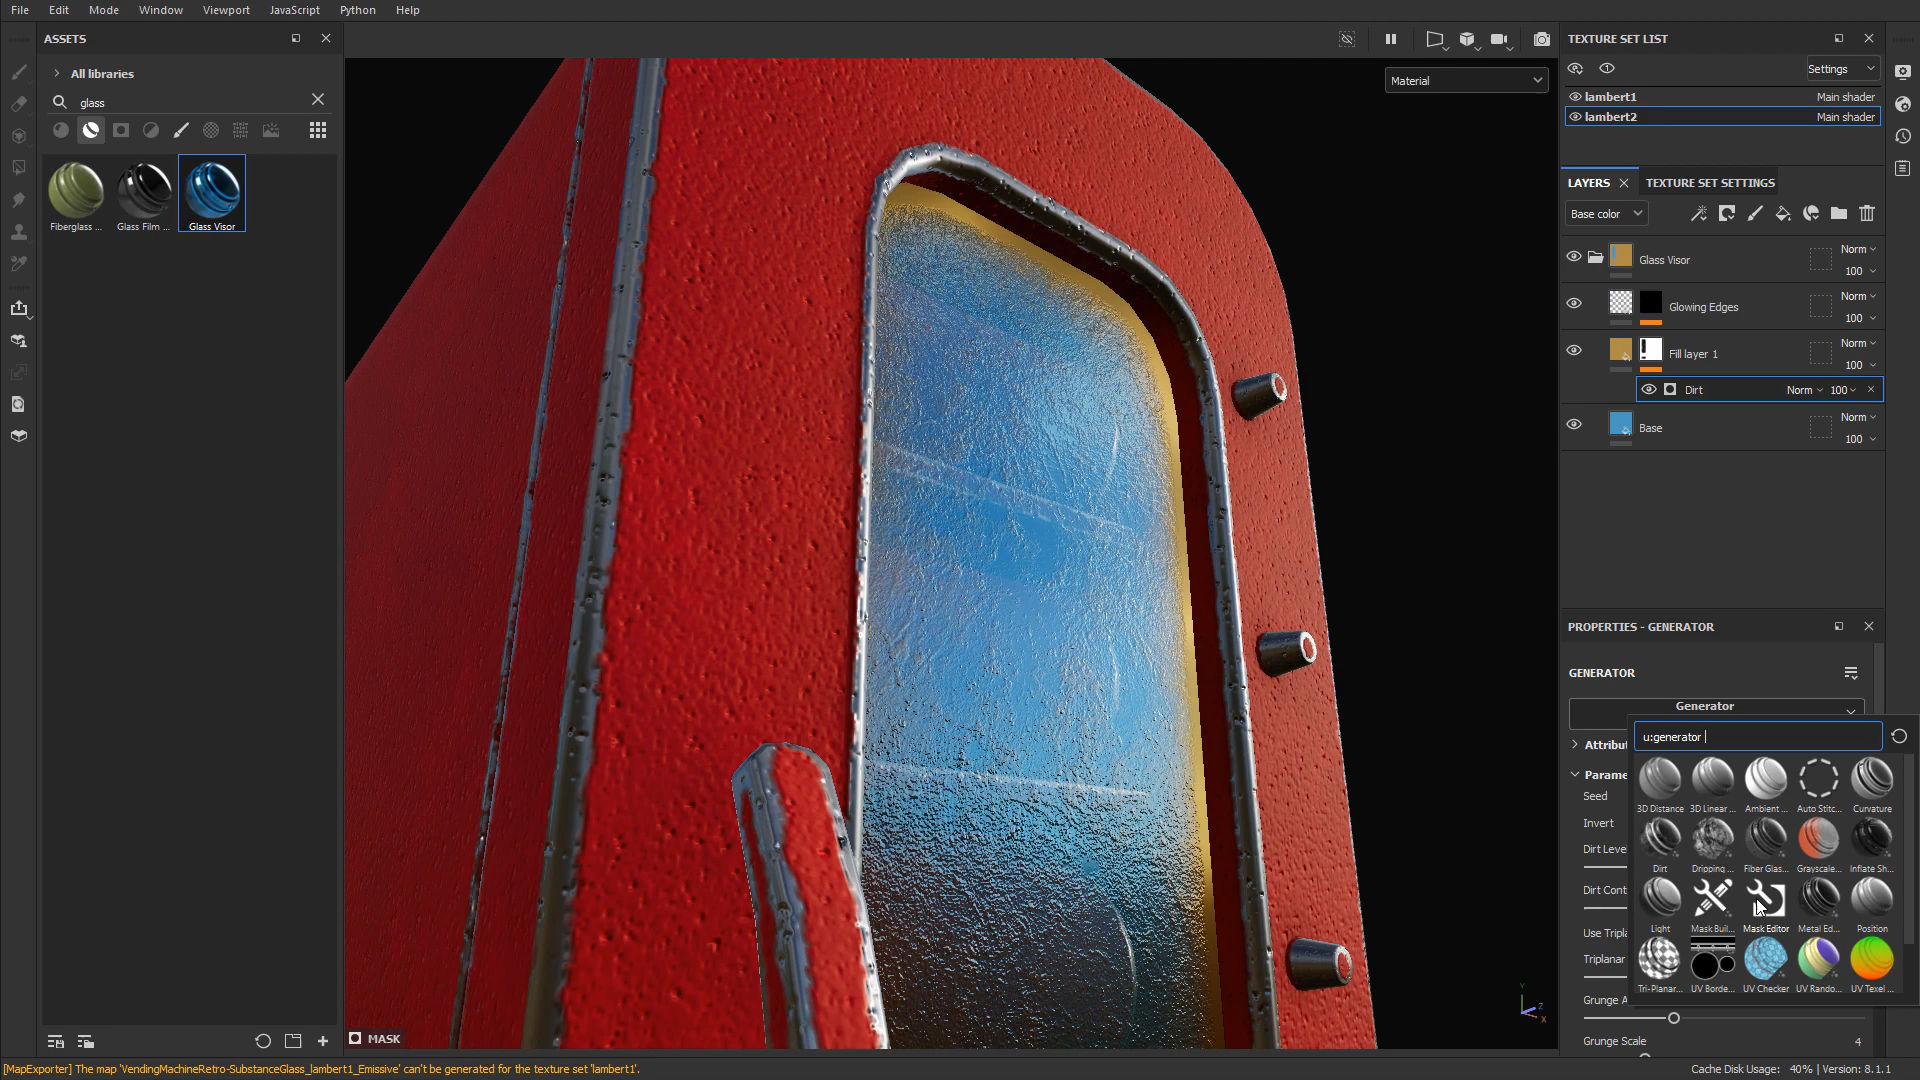 File Edit Mode Window Viewport JavaScript Python Help
ASSETS
All libraries
glass
Fiberglass ...
Glass Film ...
Glass Visor
Material
MASK
TEXTURE SET LIST
Settings
lambert1 Main shader
lambert2 Main shader
LAYERS
TEXTURE SET SETTINGS
Base color
Glass Visor
Norm
100
Glowing Edges
Norm
100
Fill layer 1
Norm
100
Dirt Norm 100
Base
Norm
100
PROPERTIES - GENERATOR
GENERATOR
Generator
u:generator
Attribu
Parame
Seed
Invert
Dirt Leve
Dirt Cont
Use Tripla
Triplanar
Grunge A
Grunge Scale 4
3D Distance 3D Linear ... Ambient ... Auto Stitc... Curvature
Dirt Dripping ... Fiber Glas... Grayscale... Inflate Sh...
Light Mask Buil... Mask Editor Metal Ed... Position
Tri-Planar... UV Borde... UV Checker UV Rando... UV Texel ...
Y
Z
X
[MapExporter] The map 'VendingMachineRetro-SubstanceGlass_lambert1_Emissive' can't be generated for the texture set 'lambert1'.
Cache Disk Usage: 40% | Version: 8.1.1